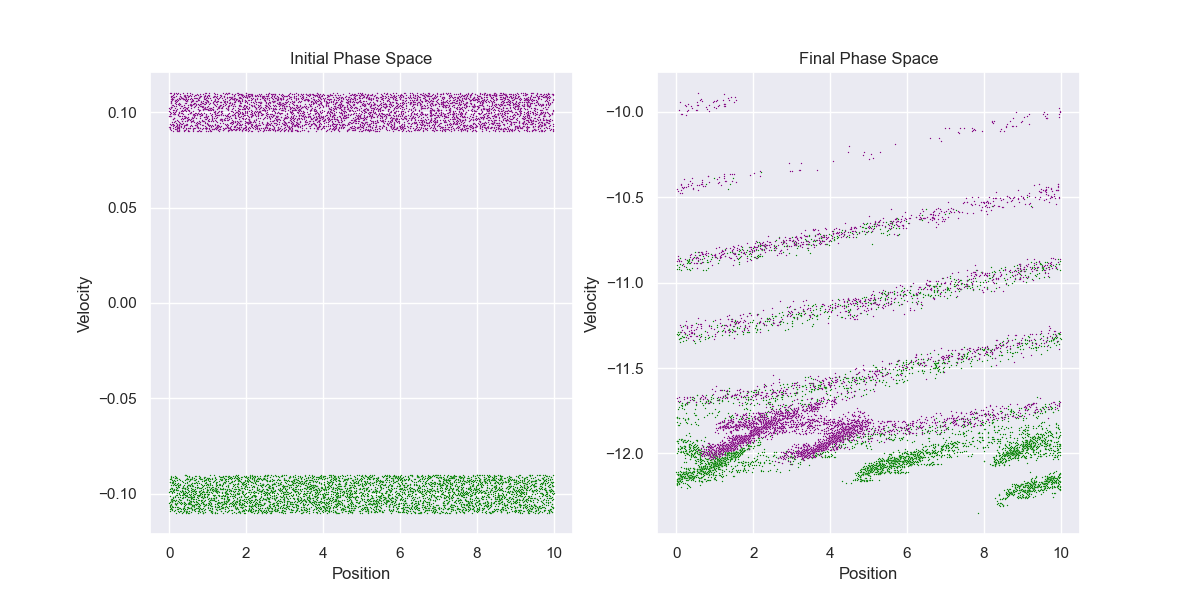 Initial Phase Space
Velocity
0.10
0.05
0.00
−0.05
−0.10
0 2 4 6 8 10
Position
Final Phase Space
Velocity
−10.0
−10.5
−11.0
−11.5
−12.0
0 2 4 6 8 10
Position